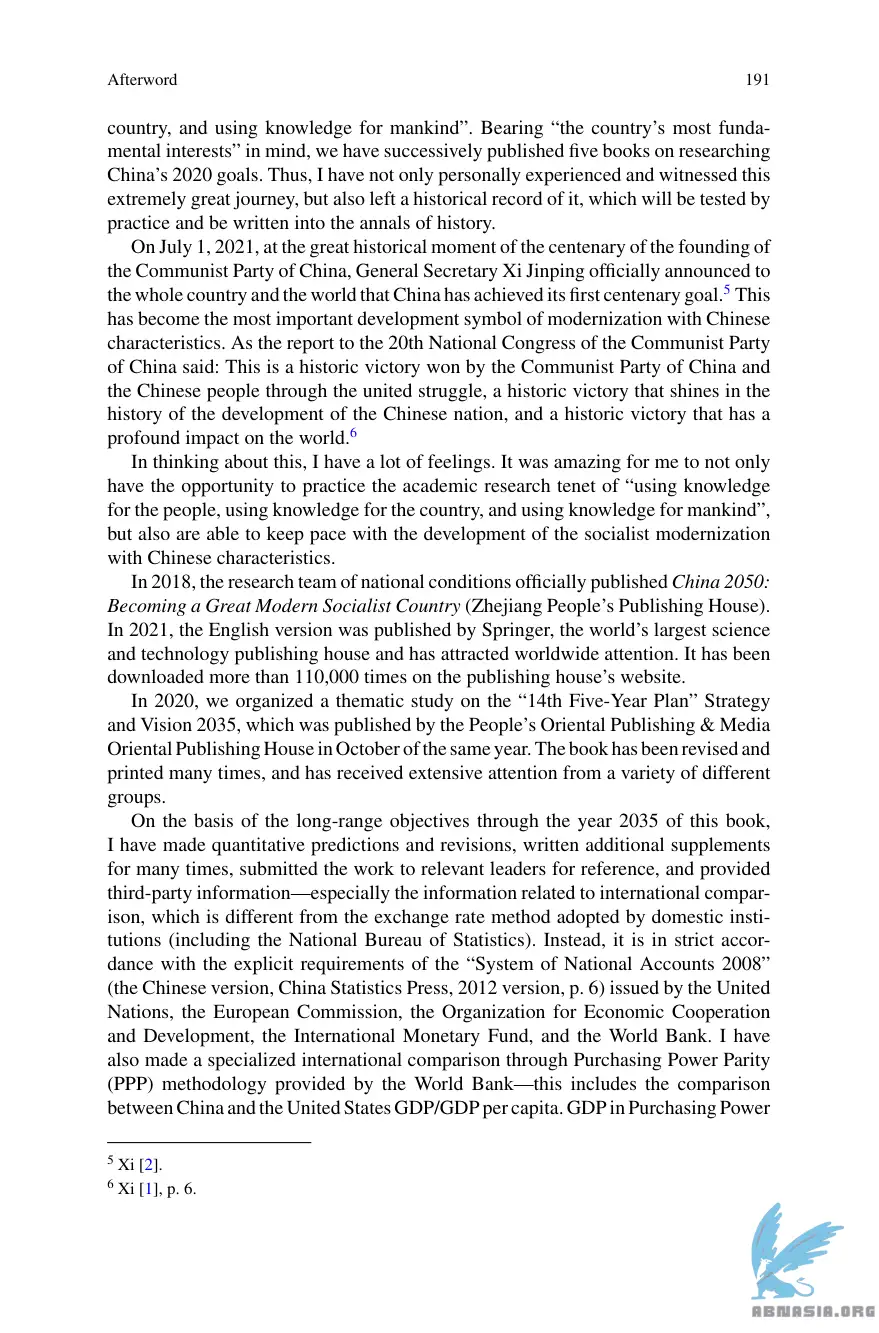 Afterword 191
country, and using knowledge for mankind”. Bearing “the country’s most funda-
mental interests” in mind, we have successively published five books on researching
China’s 2020 goals. Thus, I have not only personally experienced and witnessed this
extremely great journey, but also left a historical record of it, which will be tested by
practice and be written into the annals of history.
On July 1, 2021, at the great historical moment of the centenary of the founding of
the Communist Party of China, General Secretary Xi Jinping officially announced to
the whole country and the world that China has achieved its first centenary goal.5 This
has become the most important development symbol of modernization with Chinese
characteristics. As the report to the 20th National Congress of the Communist Party
of China said: This is a historic victory won by the Communist Party of China and
the Chinese people through the united struggle, a historic victory that shines in the
history of the development of the Chinese nation, and a historic victory that has a
profound impact on the world.6
In thinking about this, I have a lot of feelings. It was amazing for me to not only
have the opportunity to practice the academic research tenet of “using knowledge
for the people, using knowledge for the country, and using knowledge for mankind”,
but also are able to keep pace with the development of the socialist modernization
with Chinese characteristics.
In 2018, the research team of national conditions officially published China 2050:
Becoming a Great Modern Socialist Country (Zhejiang People’s Publishing House).
In 2021, the English version was published by Springer, the world’s largest science
and technology publishing house and has attracted worldwide attention. It has been
downloaded more than 110,000 times on the publishing house’s website.
In 2020, we organized a thematic study on the “14th Five-Year Plan” Strategy
and Vision 2035, which was published by the People’s Oriental Publishing & Media
Oriental Publishing House in October of the same year. The book has been revised and
printed many times, and has received extensive attention from a variety of different
groups.
On the basis of the long-range objectives through the year 2035 of this book,
I have made quantitative predictions and revisions, written additional supplements
for many times, submitted the work to relevant leaders for reference, and provided
third-party information—especially the information related to international compar-
ison, which is different from the exchange rate method adopted by domestic insti-
tutions (including the National Bureau of Statistics). Instead, it is in strict accor-
dance with the explicit requirements of the “System of National Accounts 2008”
(the Chinese version, China Statistics Press, 2012 version, p. 6) issued by the United
Nations, the European Commission, the Organization for Economic Cooperation
and Development, the International Monetary Fund, and the World Bank. I have
also made a specialized international comparison through Purchasing Power Parity
(PPP) methodology provided by the World Bank—this includes the comparison
between China and the United States GDP/GDP per capita. GDP in Purchasing Power
5 Xi [2].
6 Xi [1], p. 6.
ABNASIA.ORG